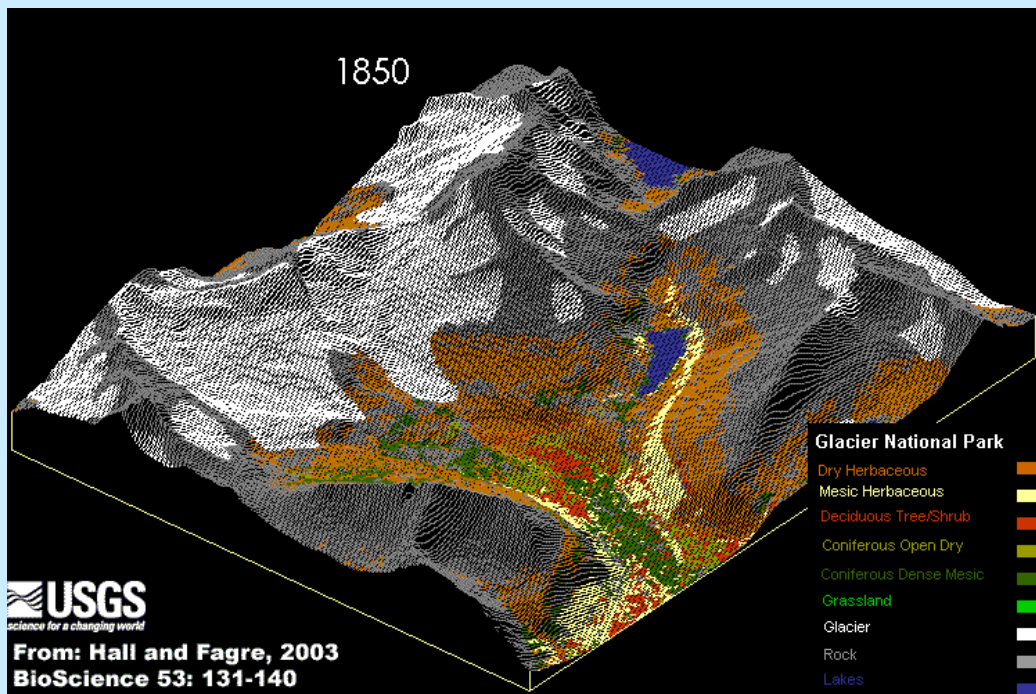 1850
Glacier National Park
Dry Herbaceous
Mesic Herbaceous
Deciduous Tree/Shrub
Coniferous Open Dry
Coniferous Dense Mesic
Grassland
Glacier
Rock
Lakes
USGS
science for a changing world
From: Hall and Fagre, 2003
BioScience 53: 131-140